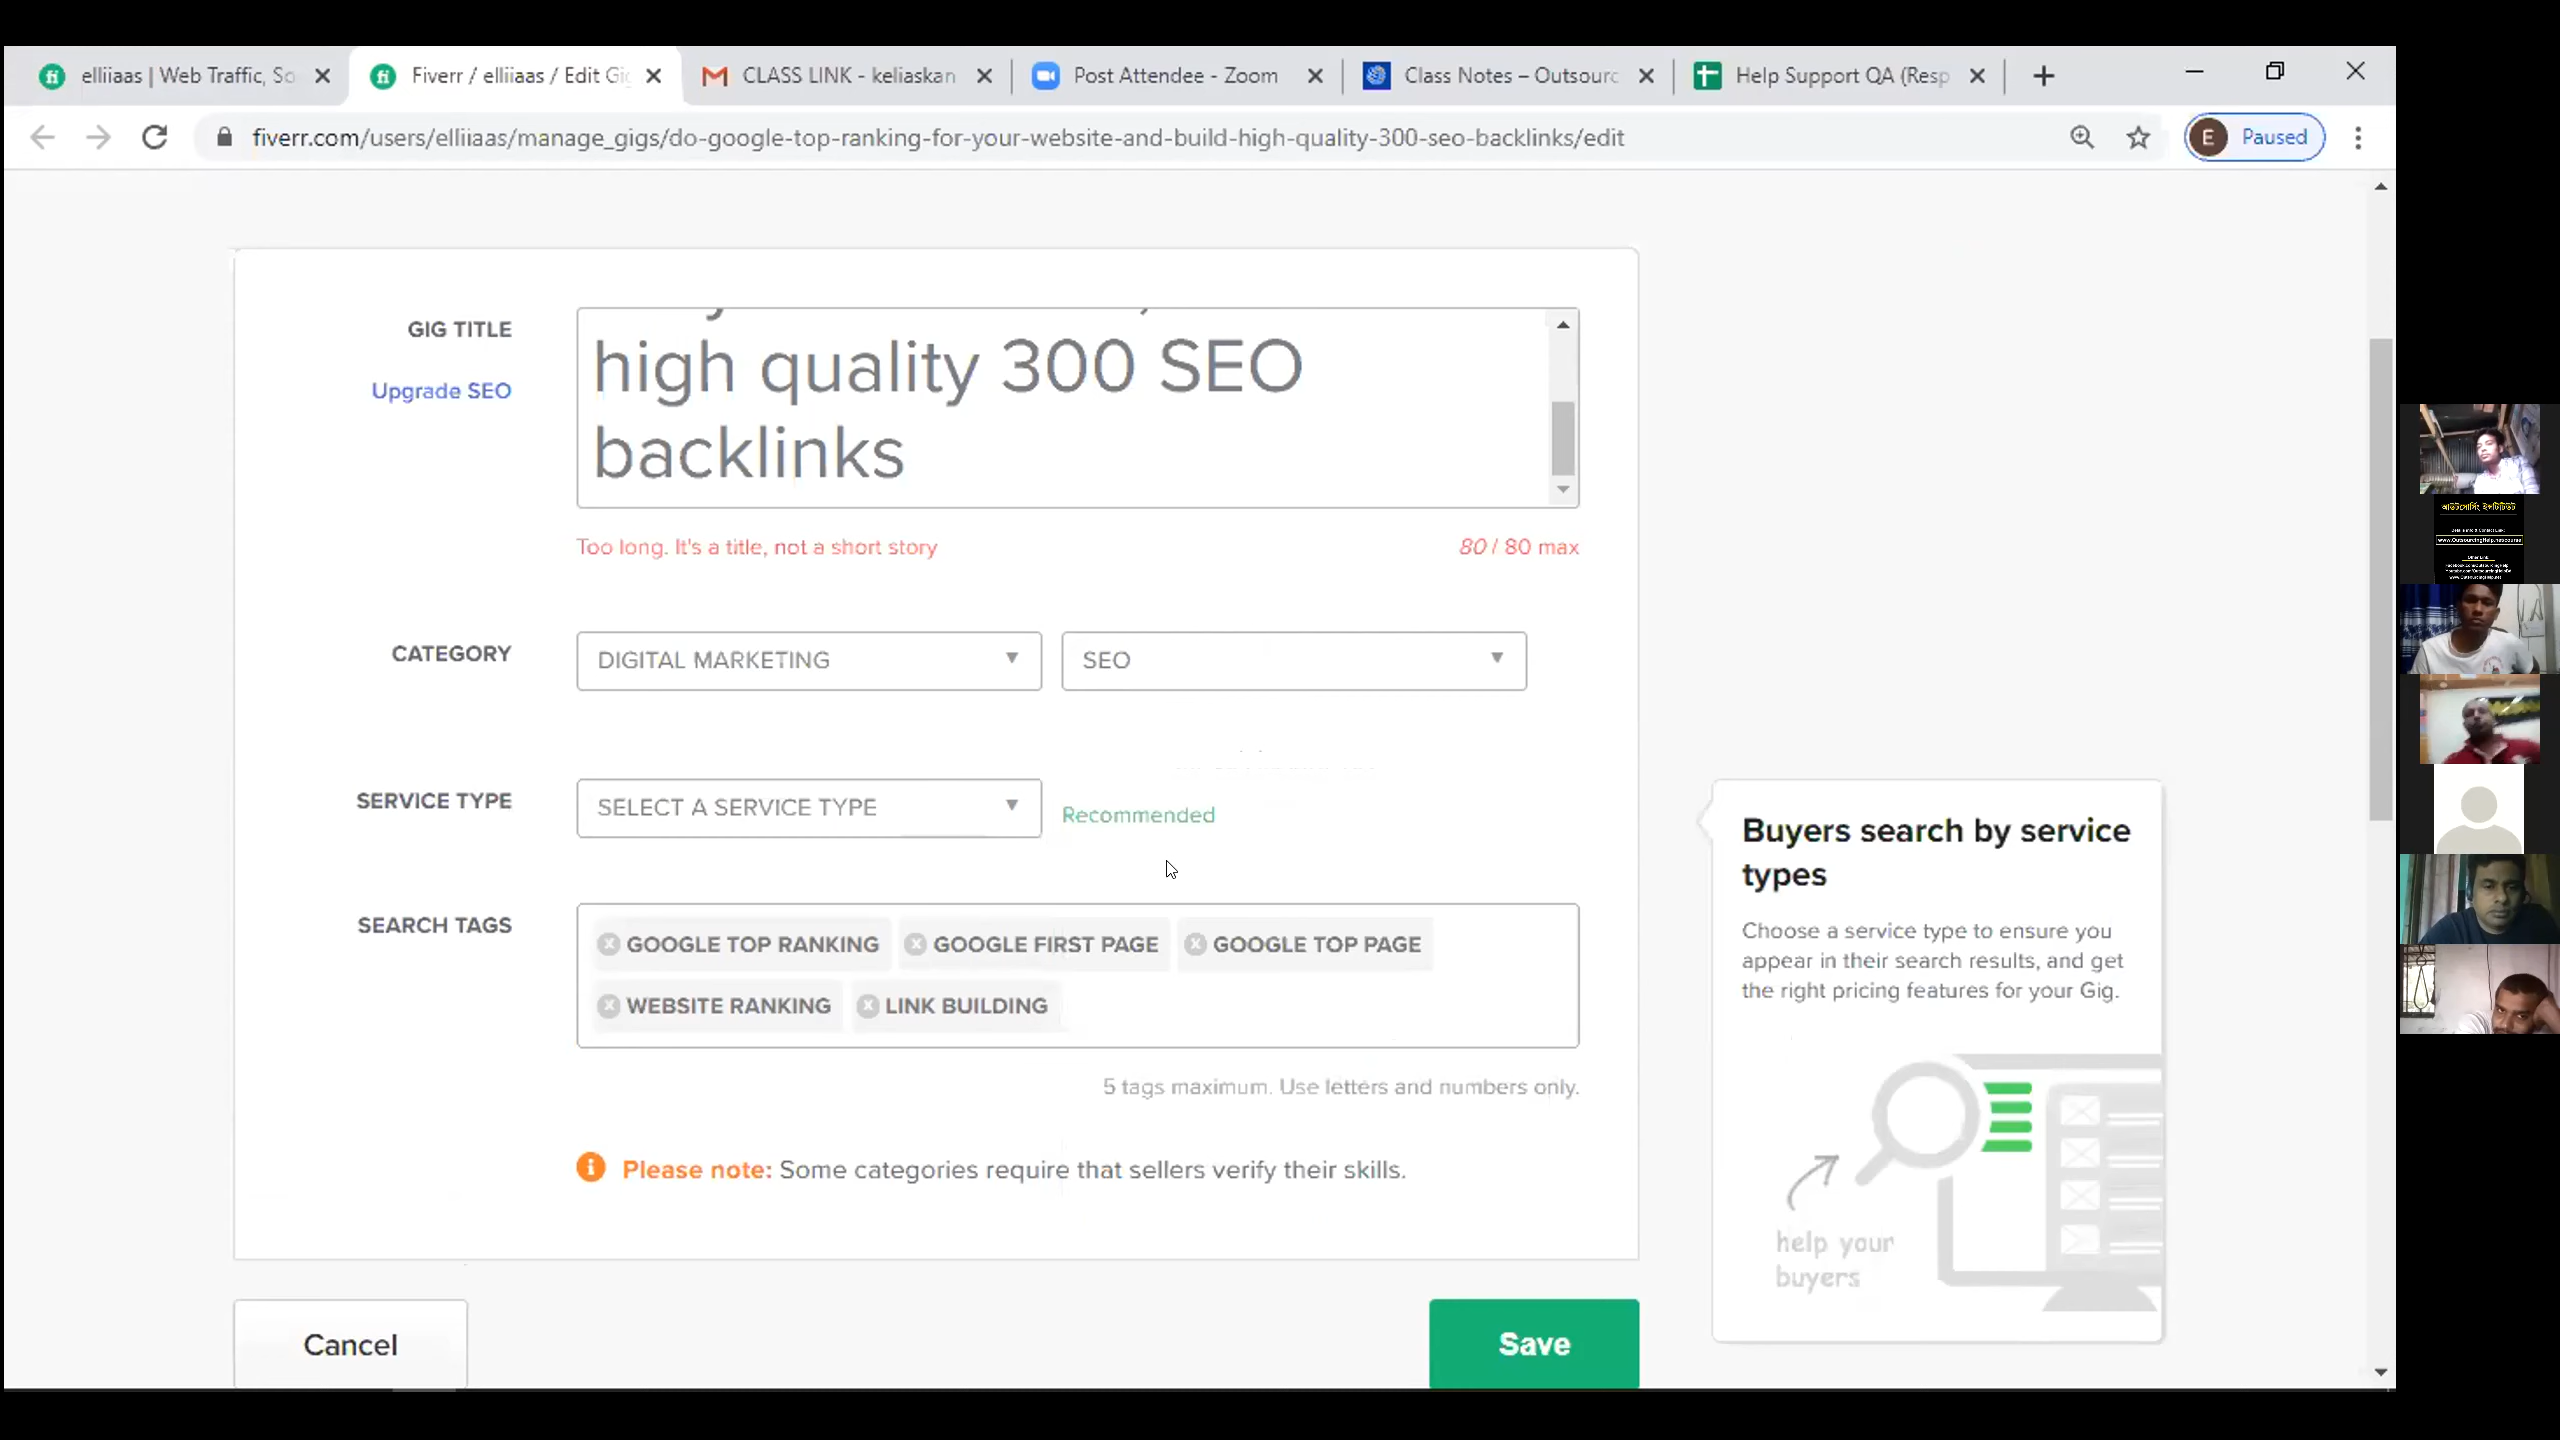 elliiaas | Web Traffic, So
Fiverr / elliiaas / Edit Gi
CLASS LINK - keliaskan
Post Attendee - Zoom
Class Notes – Outsourc
Help Support QA (Resp
fiverr.com/users/elliiaas/manage_gigs/do-google-top-ranking-for-your-website-and-build-high-quality-300-seo-backlinks/edit
E Paused
GIG TITLE
Upgrade SEO
high quality 300 SEO
backlinks
Too long. It's a title, not a short story
80 / 80 max
CATEGORY
DIGITAL MARKETING
SEO
SERVICE TYPE
SELECT A SERVICE TYPE
Recommended
SEARCH TAGS
GOOGLE TOP RANKING
GOOGLE FIRST PAGE
GOOGLE TOP PAGE
WEBSITE RANKING
LINK BUILDING
5 tags maximum. Use letters and numbers only.
Please note: Some categories require that sellers verify their skills.
Cancel
Save
Buyers search by service
types
Choose a service type to ensure you
appear in their search results, and get
the right pricing features for your Gig.
help your
buyers